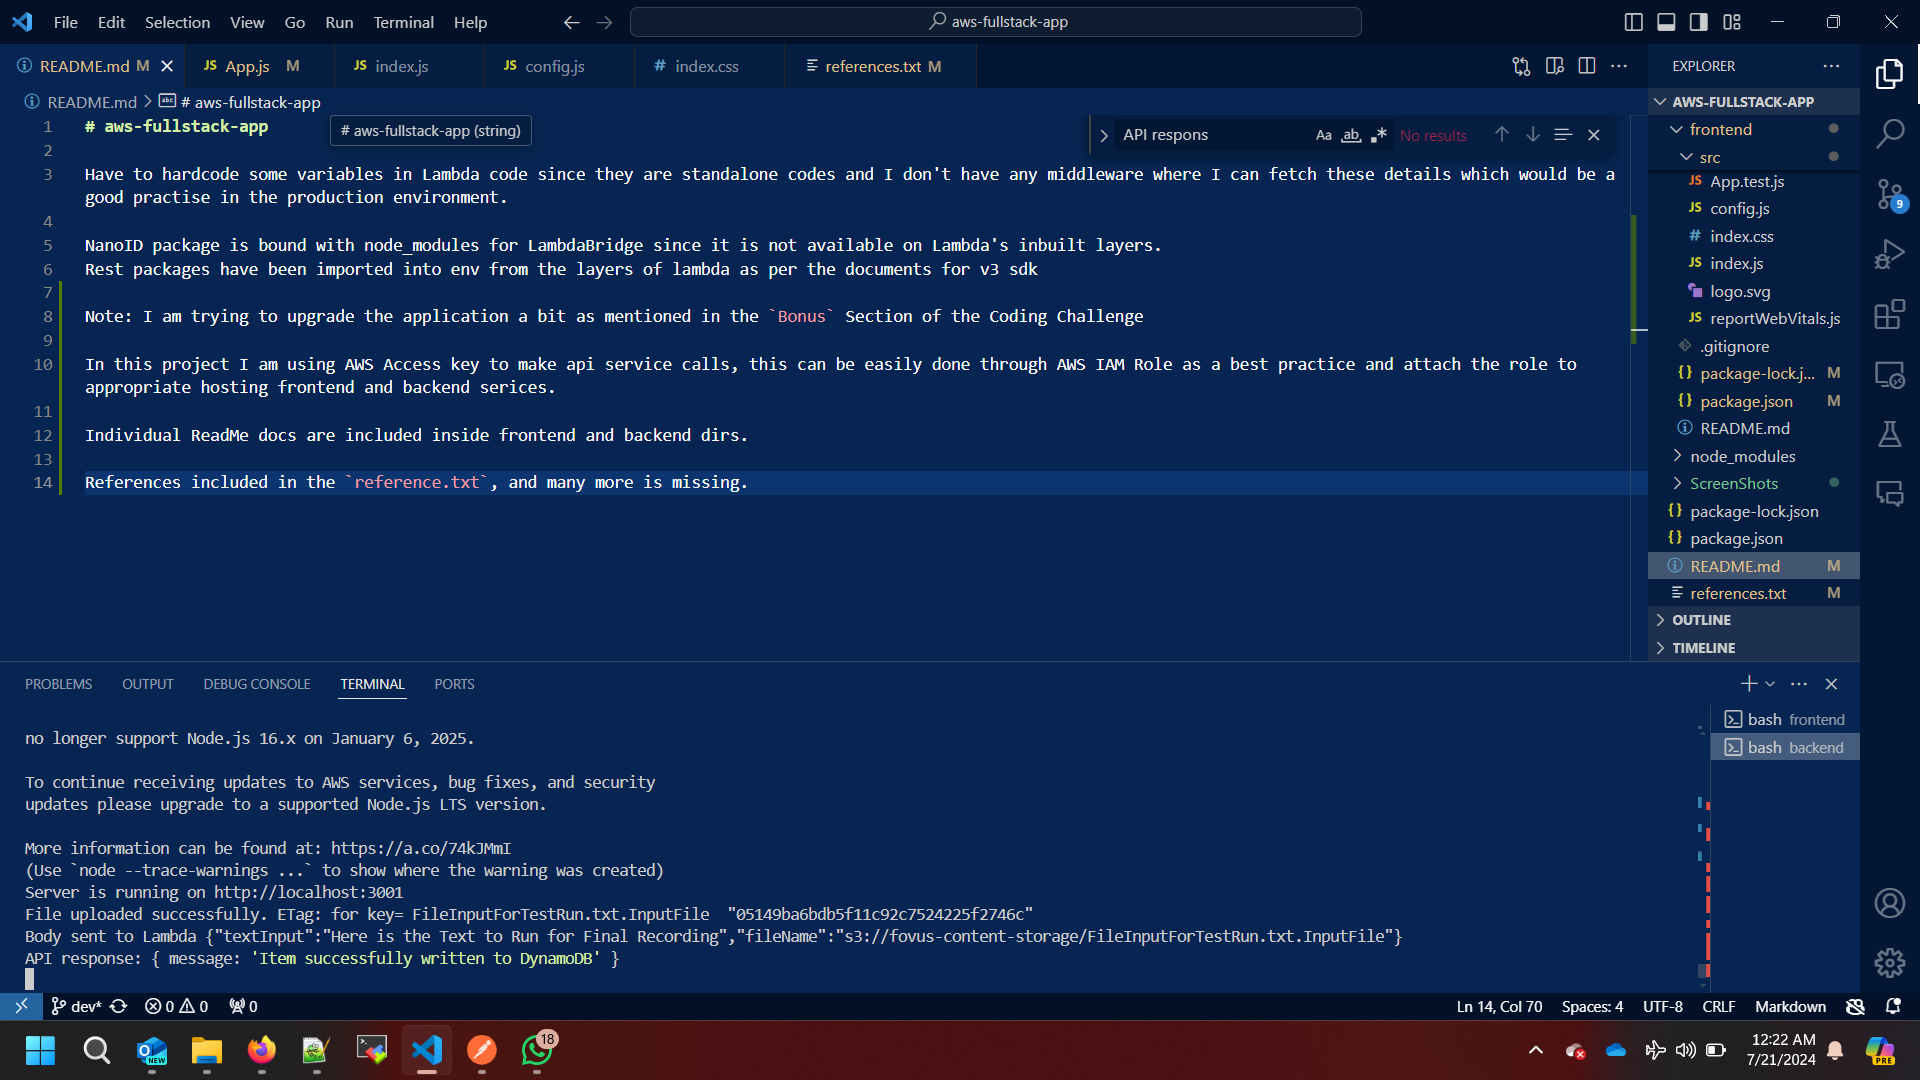 File Edit Selection View Go Run Terminal Help
aws-fullstack-app
README.md M
JS App.js M
JS index.js
JS config.js
# index.css
references.txt M
README.md > # aws-fullstack-app
# aws-fullstack-app (string)
API respons
Aa ab No results
1 # aws-fullstack-app
2
3 Have to hardcode some variables in Lambda code since they are standalone codes and I don't have any middleware where I can fetch these details which would be a
good practise in the production environment.
4
5 NanoID package is bound with node_modules for LambdaBridge since it is not available on Lambda's inbuilt layers.
6 Rest packages have been imported into env from the layers of lambda as per the documents for v3 sdk
7
8 Note: I am trying to upgrade the application a bit as mentioned in the `Bonus` Section of the Coding Challenge
9
10 In this project I am using AWS Access key to make api service calls, this can be easily done through AWS IAM Role as a best practice and attach the role to
appropriate hosting frontend and backend serices.
11
12 Individual ReadMe docs are included inside frontend and backend dirs.
13
14 References included in the `reference.txt`, and many more is missing.
EXPLORER
AWS-FULLSTACK-APP
frontend
src
JS App.test.js
JS config.js
# index.css
JS index.js
logo.svg
JS reportWebVitals.js
.gitignore
{} package-lock.j... M
{} package.json M
README.md
node_modules
ScreenShots
{} package-lock.json
{} package.json
README.md M
references.txt M
OUTLINE
TIMELINE
9
PROBLEMS OUTPUT DEBUG CONSOLE TERMINAL PORTS
no longer support Node.js 16.x on January 6, 2025.
To continue receiving updates to AWS services, bug fixes, and security
updates please upgrade to a supported Node.js LTS version.
More information can be found at: https://a.co/74kJMmI
(Use `node --trace-warnings ...` to show where the warning was created)
Server is running on http://localhost:3001
File uploaded successfully. ETag: for key= FileInputForTestRun.txt.InputFile "05149ba6bdb5f11c92c7524225f2746c"
Body sent to Lambda {"textInput":"Here is the Text to Run for Final Recording","fileName":"s3://fovus-content-storage/FileInputForTestRun.txt.InputFile"}
API response: { message: 'Item successfully written to DynamoDB' }
bash frontend
bash backend
dev* 0 0 0
Ln 14, Col 70 Spaces: 4 UTF-8 CRLF Markdown
NEW
18
12:22 AM
7/21/2024
PRE